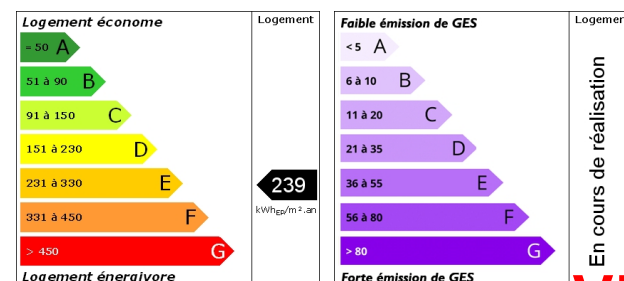 Logement économe
Logement
≤ 50 A
51 à 90 B
91 à 150 C
151 à 230 D
231 à 330 E
331 à 450 F
> 450 G
Logement énergivore
239
kWhEP/m².an
Faible émission de GES
Logement
< 5 A
6 à 10 B
11 à 20 C
21 à 35 D
36 à 55 E
56 à 80 F
> 80 G
Forte émission de GES
En cours de réalisation